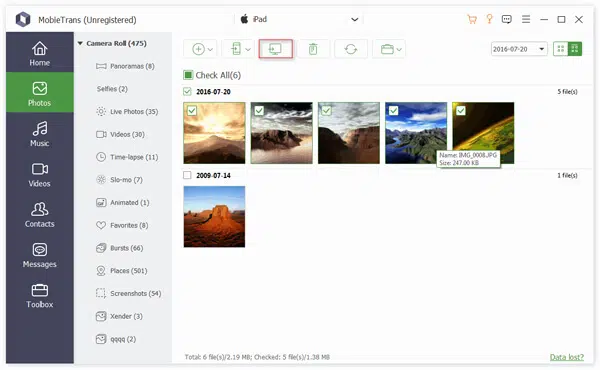 MobieTrans (Unregistered)
iPad
Home
Photos
Music
Videos
Contacts
Messages
Toolbox
Camera Roll (475)
Panoramas (8)
Selfies (2)
Live Photos (35)
Videos (30)
Time-lapse (11)
Slo-mo (7)
Animated (1)
Favorites (8)
Bursts (66)
Places (501)
Screenshots (54)
Xender (3)
qqqq (2)
2016-07-20
Check All(6)
2016-07-20
5 file(s)
Name: IMG_0008.JPG
Size: 247.00 KB
2009-07-14
1 file(s)
Total: 6 file(s)/2.19 MB; Checked: 5 file(s)/1.38 MB
Data lost?